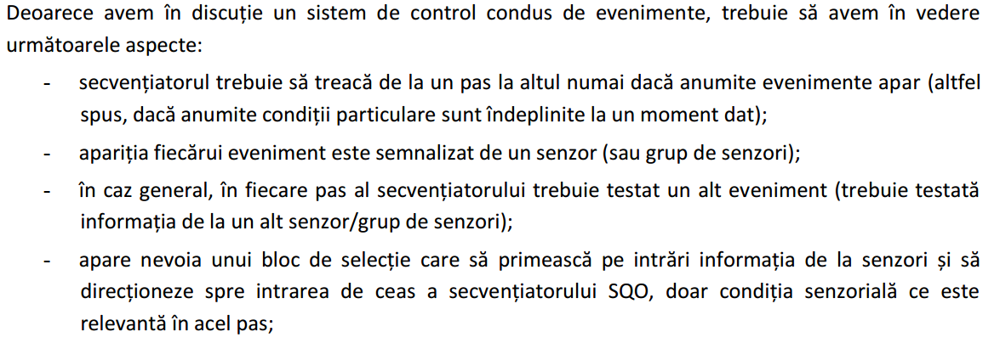 Deoarece avem în discuție un sistem de control condus de evenimente, trebuie să avem în vedere
următoarele aspecte:
- secvențiatorul trebuie să treacă de la un pas la altul numai dacă anumite evenimente apar (altfel
spus, dacă anumite condiții particulare sunt îndeplinite la un moment dat);
- apariția fiecărui eveniment este semnalizat de un senzor (sau grup de senzori);
- în caz general, în fiecare pas al secvențiatorului trebuie testat un alt eveniment (trebuie testată
informația de la un alt senzor/grup de senzori);
- apare nevoia unui bloc de selecție care să primească pe intrări informația de la senzori și să
direcționeze spre intrarea de ceas a secvențiatorului SQO, doar condiția senzorială ce este
relevantă în acel pas;